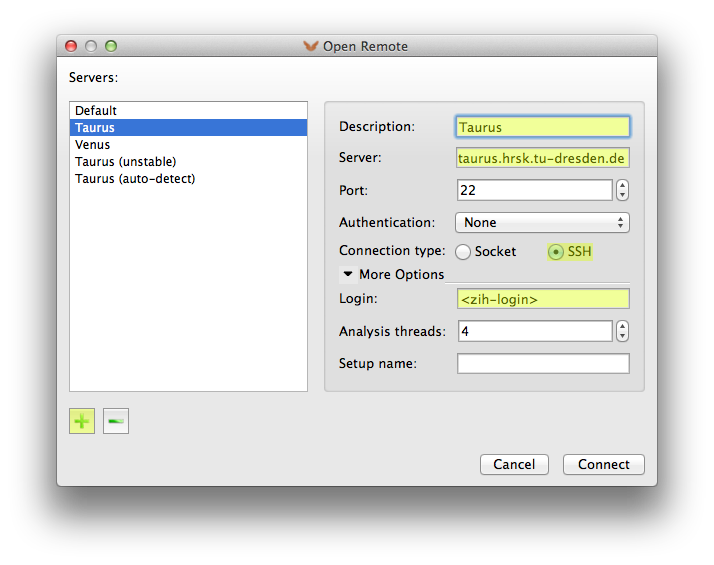 Open Remote
Servers:
Default
Taurus
Venus
Taurus (unstable)
Taurus (auto-detect)
Description: Taurus
Server: taurus.hrsk.tu-dresden.de
Port: 22
Authentication: None
Connection type: Socket SSH
More Options
Login: <zih-login>
Analysis threads: 4
Setup name:
Cancel Connect